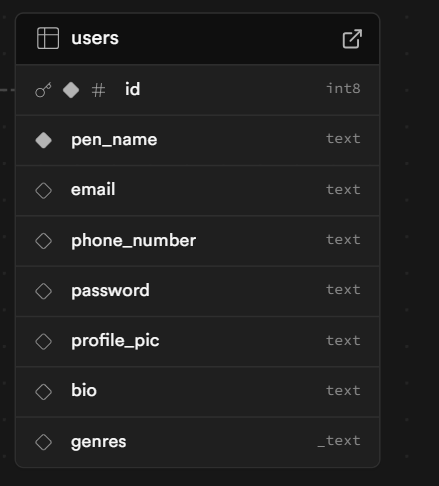 users
# id int8
pen_name text
email text
phone_number text
password text
profile_pic text
bio text
genres _text